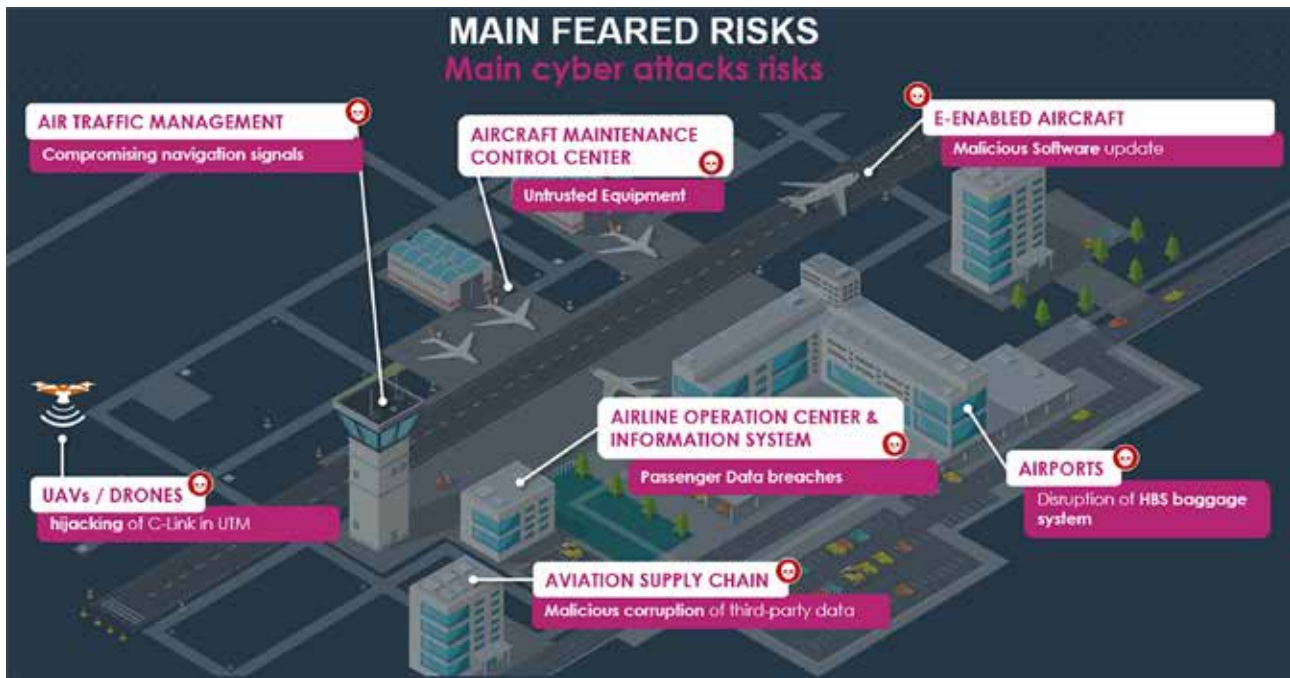 MAIN FEARED RISKS
Main cyber attacks risks
AIR TRAFFIC MANAGEMENT
Compromising navigation signals
AIRCRAFT MAINTENANCE
CONTROL CENTER
Untrusted Equipment
E-ENABLED AIRCRAFT
Malicious Software update
UAVs / DRONES
hijacking of C-Link in UTM
AIRLINE OPERATION CENTER &
INFORMATION SYSTEM
Passenger Data breaches
AIRPORTS
Disruption of HBS baggage
system
AVIATION SUPPLY CHAIN
Malicious corruption of third-party data